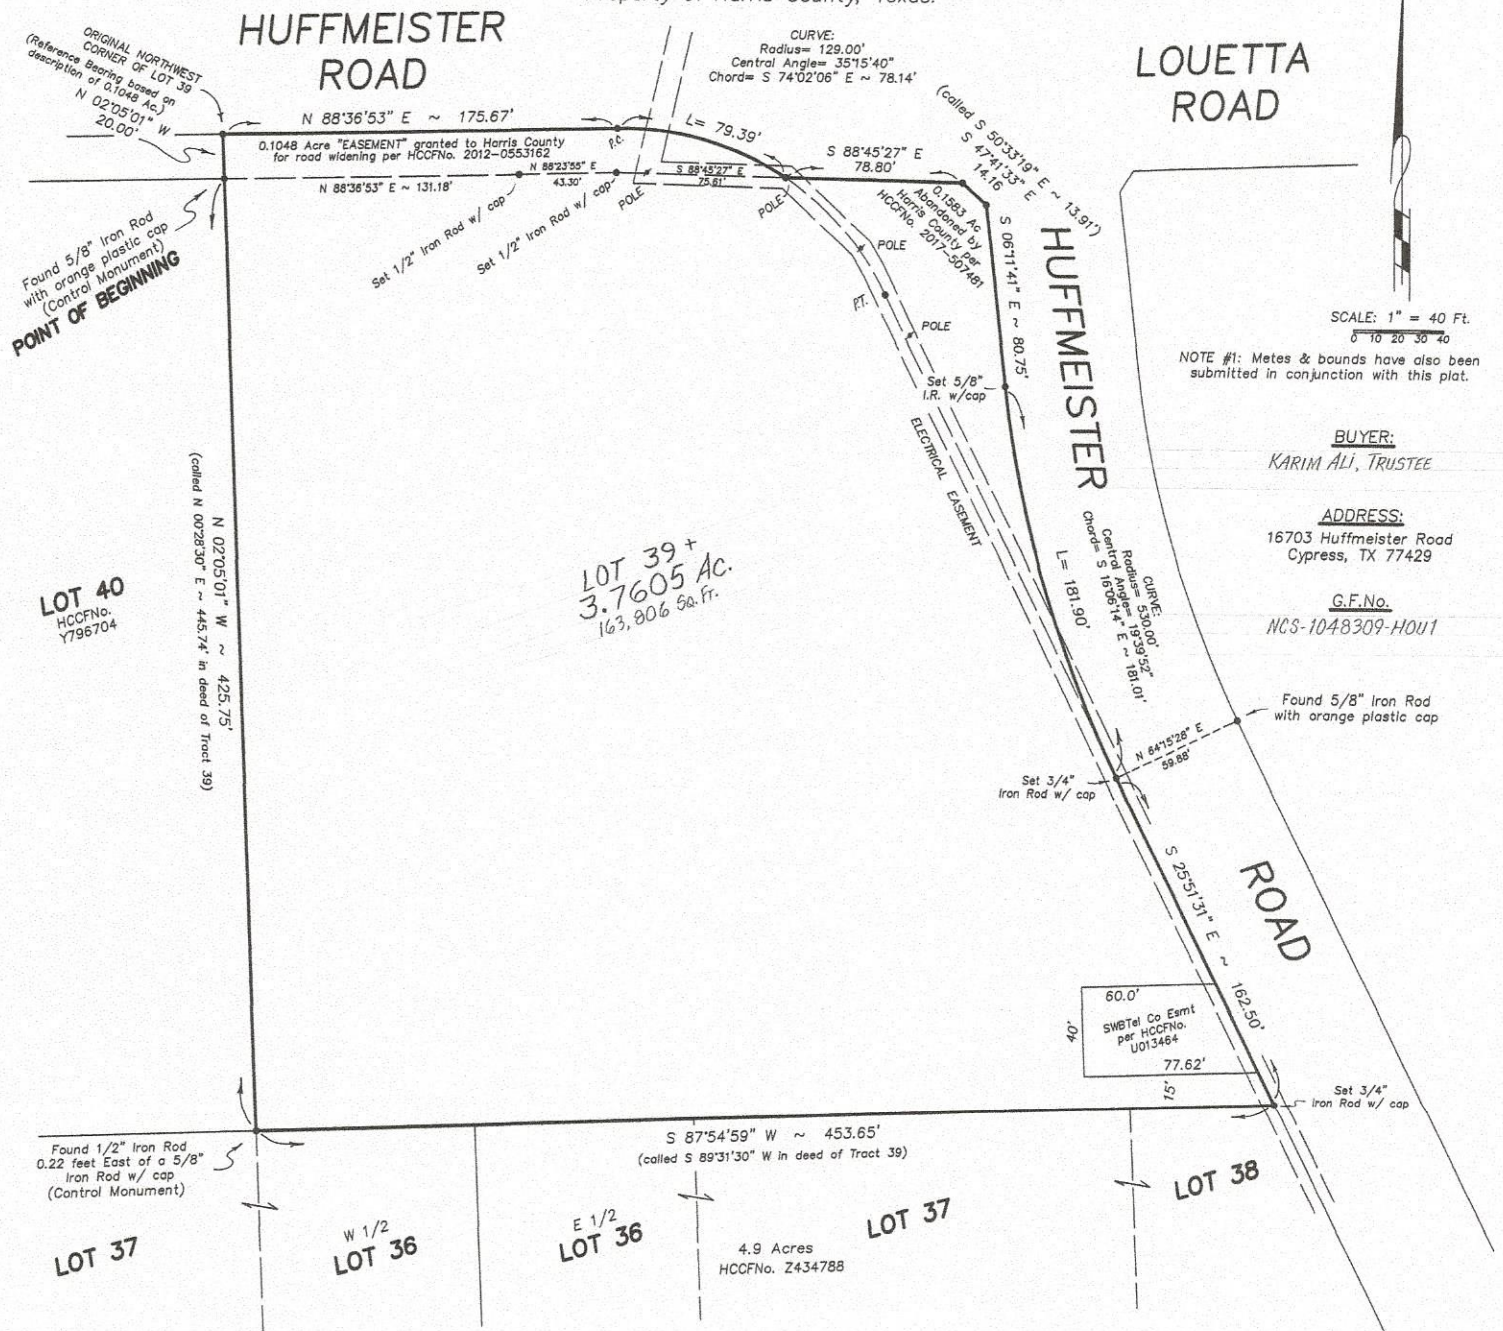 Property of Harris County, Texas.
HUFFMEISTER
ROAD
CURVE:
Radius= 129.00'
Central Angle= 35°15'40"
Chord= S 74°02'06" E ~ 78.14'
LOUETTA
ROAD
ORIGINAL NORTHWEST
CORNER OF LOT 39
(Reference Bearing based on
description of 0.1048 Ac.)
N 02°05'01" W
20.00'
N 88°36'53" E ~ 175.67'
P.C.
L= 79.39'
0.1048 Acre "EASEMENT" granted to Harris County
for road widening per HCCFNo. 2012-0553162
N 88°36'53" E ~ 131.18'
N 88°23'55" E
43.30'
S 88°45'27" E
75.61'
S 88°45'27" E
78.80'
(called S 50°33'19" E ~ 13.91')
S 47°41'33" E
14.16
0.1583 Ac
Abandoned by
Harris County per
HCCFNo. 2017-507481
Set 1/2" Iron Rod w/ cap
Set 1/2" Iron Rod w/ cap
POLE
POLE
POLE
P.T.
POLE
Found 5/8" Iron Rod
with orange plastic cap
(Control Monument)
POINT OF BEGINNING
S 06°11'41" E ~ 80.75'
HUFFMEISTER
SCALE: 1" = 40 Ft.
0 10 20 30 40
NOTE #1: Metes & bounds have also been
submitted in conjunction with this plat.
Set 5/8"
I.R. w/cap
ELECTRICAL EASEMENT
BUYER:
KARIM ALI, TRUSTEE
ADDRESS:
16703 Huffmeister Road
Cypress, TX 77429
G.F.No.
NCS-1048309-HOU1
N 02°05'01" W ~ 425.75'
(called N 00°28'30" E ~ 445.74' in deed of Tract 39)
LOT 40
HCCFNo.
Y796704
LOT 39 +
3.7605 AC.
163,806 Sq.Ft.
L= 181.90'
CURVE:
Radius= 530.00'
Central Angle= 19°39'52"
Chord= S 16°06'14" E ~ 181.01'
Found 5/8" Iron Rod
with orange plastic cap
N 64°15'28" E
59.88'
Set 3/4"
Iron Rod w/ cap
S 25°51'31" E ~ 162.50'
ROAD
60.0'
40'
SWBTel Co Esmt
per HCCFNo.
U013464
77.62'
15'
Set 3/4"
Iron Rod w/ cap
S 87°54'59" W ~ 453.65'
(called S 89°31'30" W in deed of Tract 39)
Found 1/2" Iron Rod
0.22 feet East of a 5/8"
Iron Rod w/ cap
(Control Monument)
LOT 37
W 1/2
LOT 36
E 1/2
LOT 36
LOT 37
4.9 Acres
HCCFNo. Z434788
LOT 38